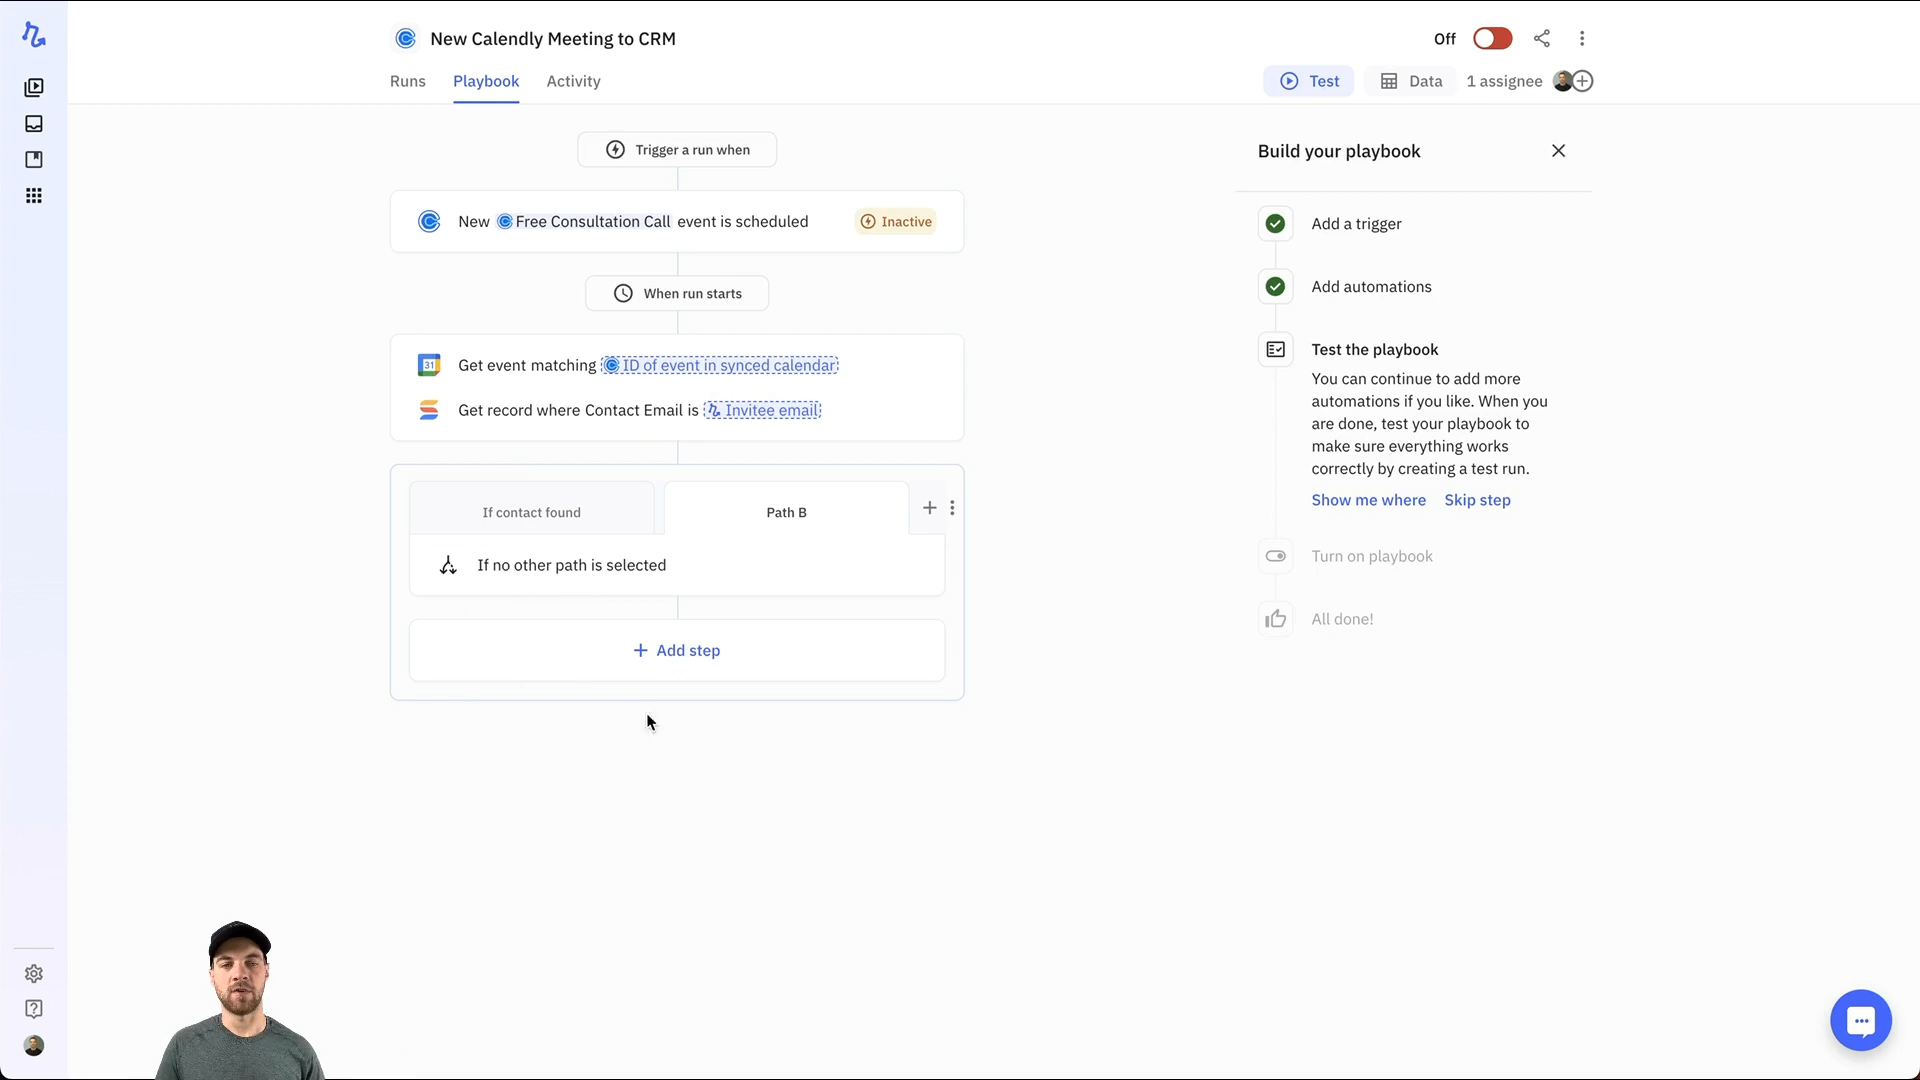 New Calendly Meeting to CRM
Off
Runs
Playbook
Activity
Test
Data
1 assignee
Trigger a run when
New Free Consultation Call event is scheduled
Inactive
When run starts
31
Get event matching ID of event in synced calendar
Get record where Contact Email is Invitee email
If contact found
Path B
If no other path is selected
+ Add step
Build your playbook
Add a trigger
Add automations
Test the playbook
You can continue to add more
automations if you like. When you
are done, test your playbook to
make sure everything works
correctly by creating a test run.
Show me where
Skip step
Turn on playbook
All done!